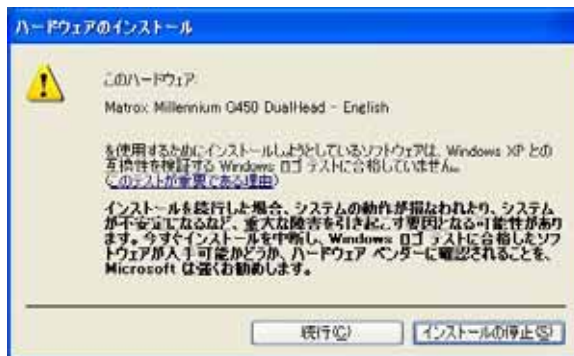 ハードウェアのインストール
このハードウェア:
Matrox Millennium G450 DualHead - English
を使用するためにインストールしようとしているソフトウェアは、Windows XP との
互換性を検証する Windows ロゴ テストに合格していません。
(このテストが重要である理由)
インストールを続行した場合、システムの動作が損なわれたり、システム
が不安定になるなど、重大な障害を引き起こす要因となる可能性があり
ます。今すぐインストールを中断し、Windows ロゴ テストに合格したソフ
トウェアが入手可能かどうか、ハードウェア ベンダーに確認されることを、
Microsoft は強くお勧めします。
続行(C)
インストールの停止(S)